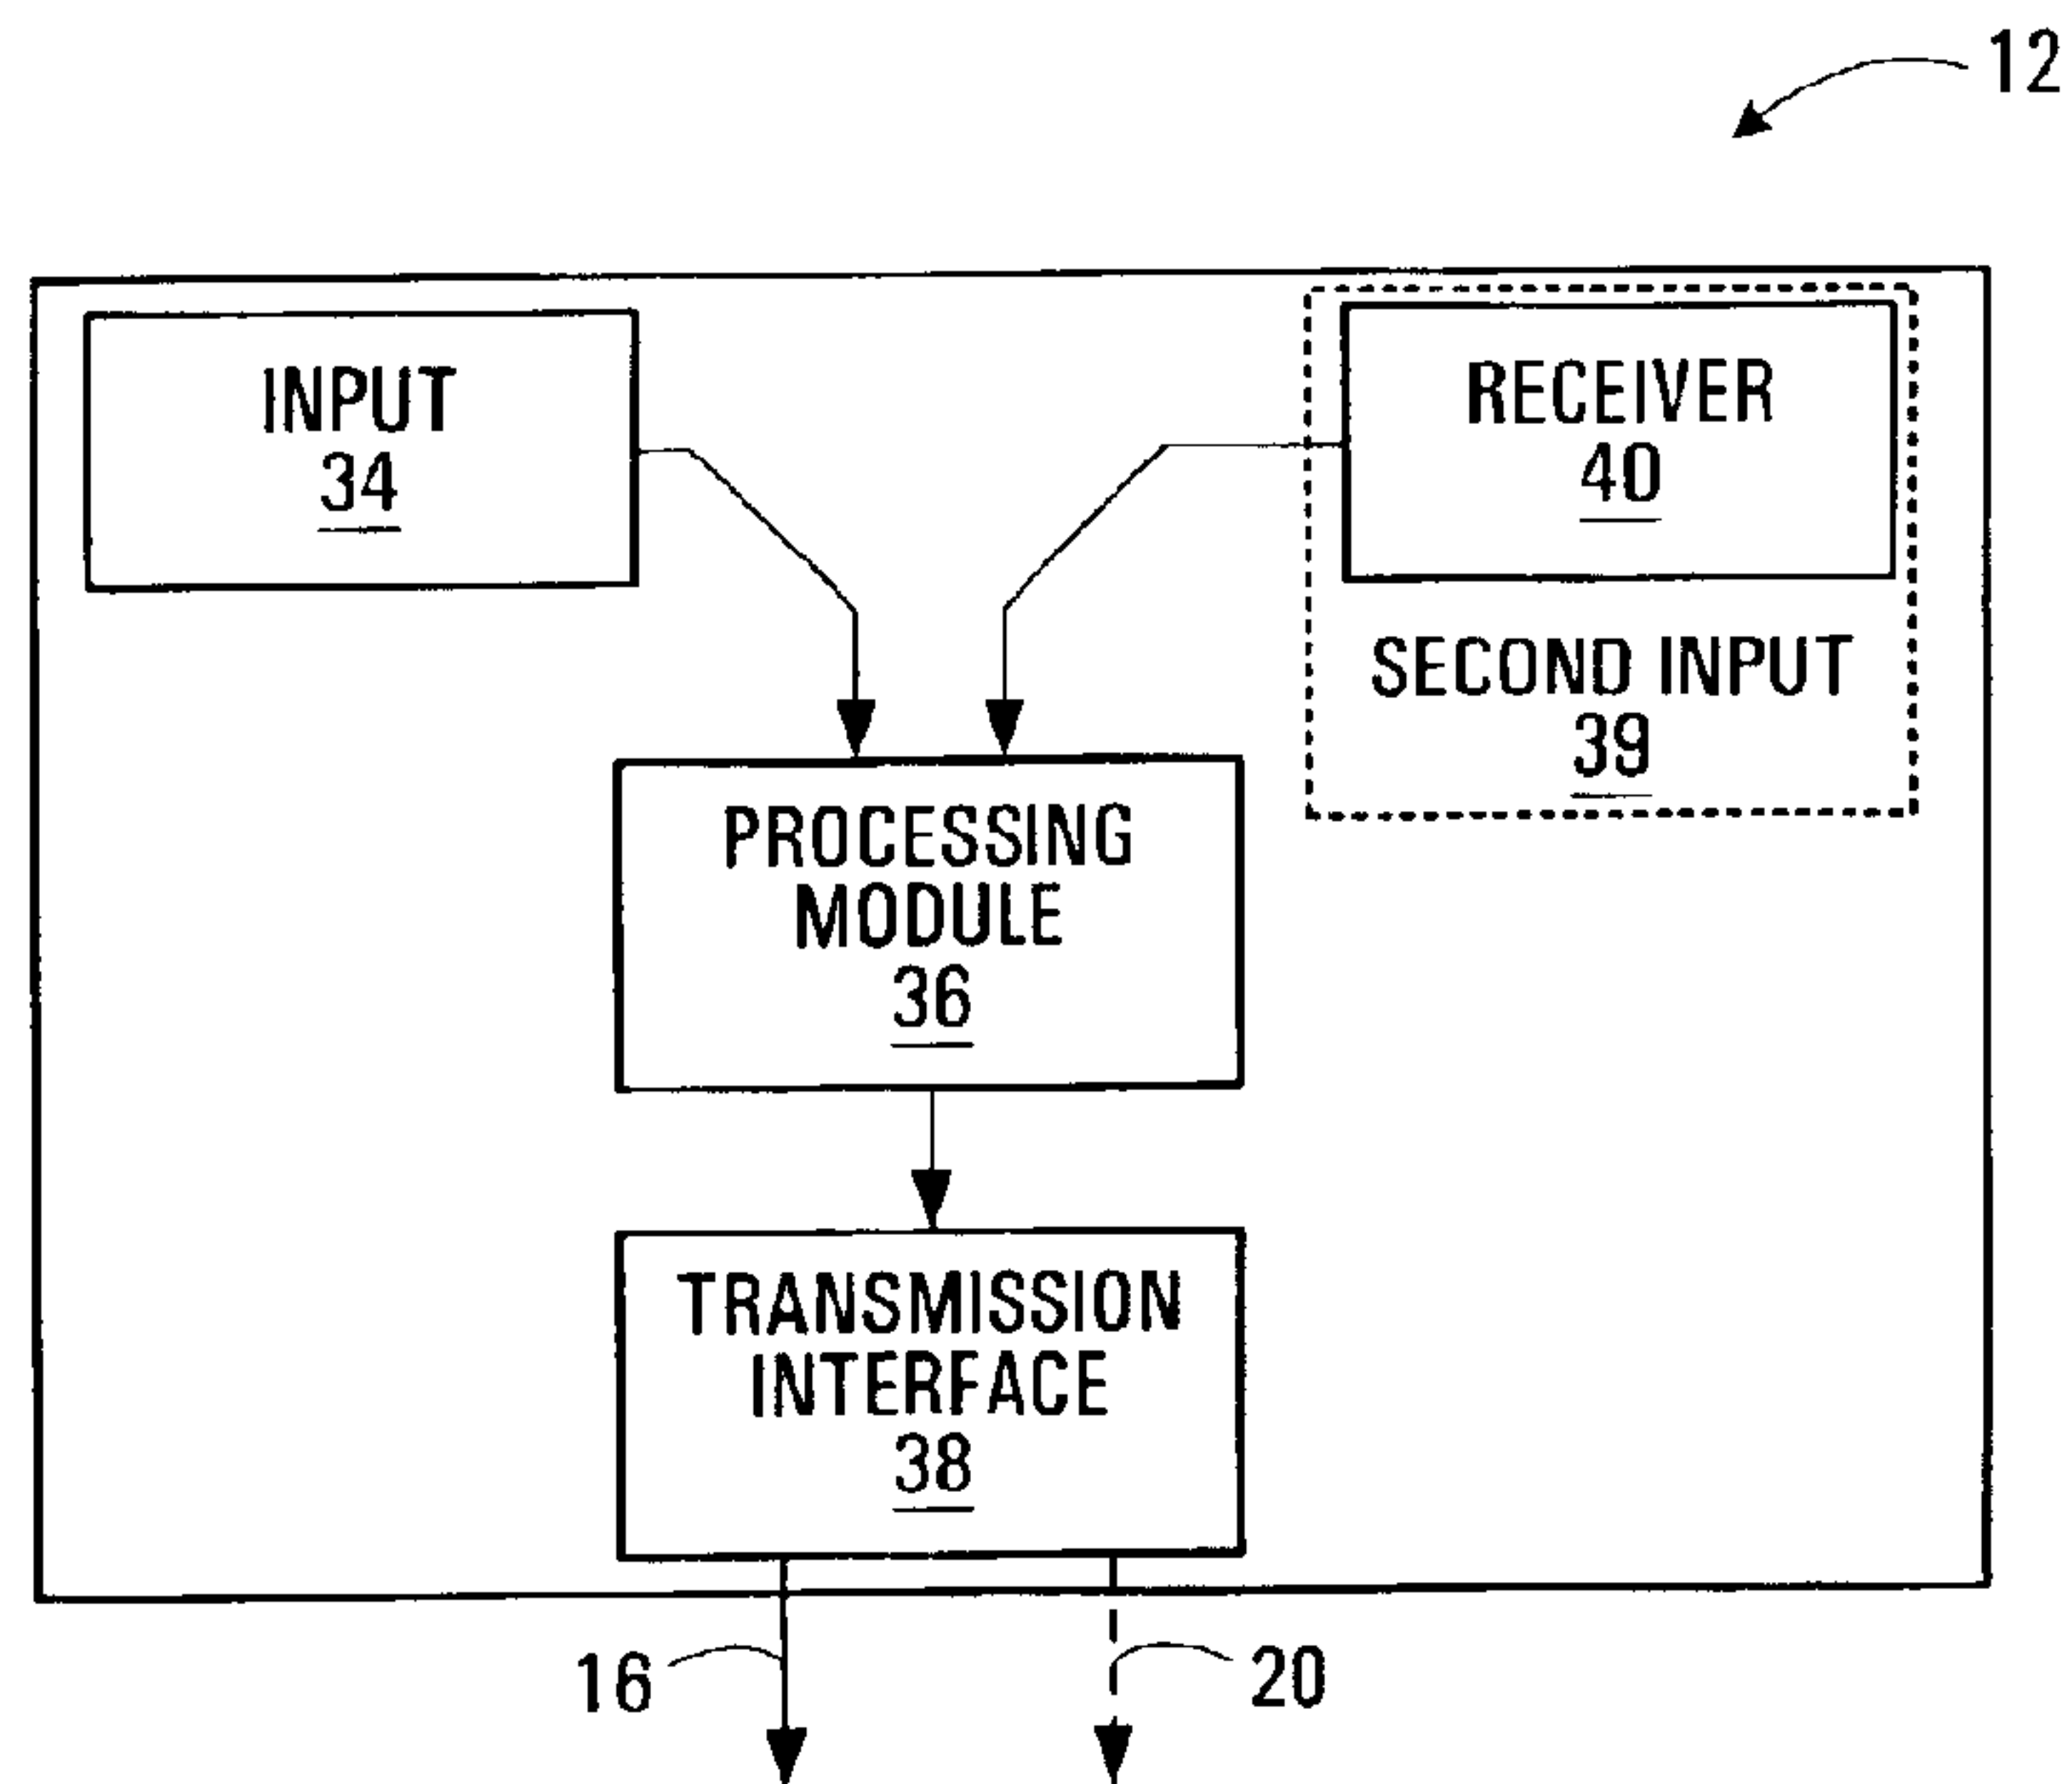 12
INPUT
34
RECEIVER
40
SECOND INPUT
39
PROCESSING
MODULE
36
TRANSMISSION
INTERFACE
38
16
20